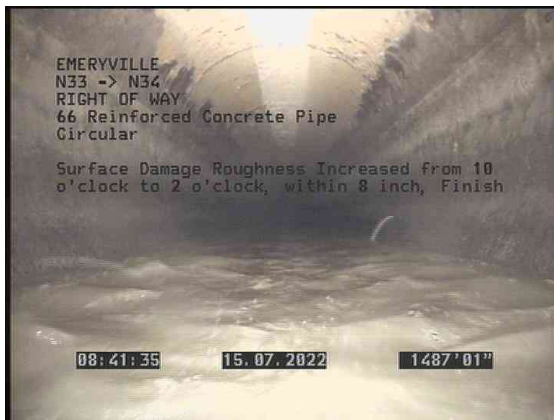 EMERYVILLE
N33 -> N34
RIGHT OF WAY
66 Reinforced Concrete Pipe
Circular
Surface Damage Roughness Increased from 10
o'clock to 2 o'clock, within 8 inch, Finish
08:41:35 15.07.2022 1487'01"